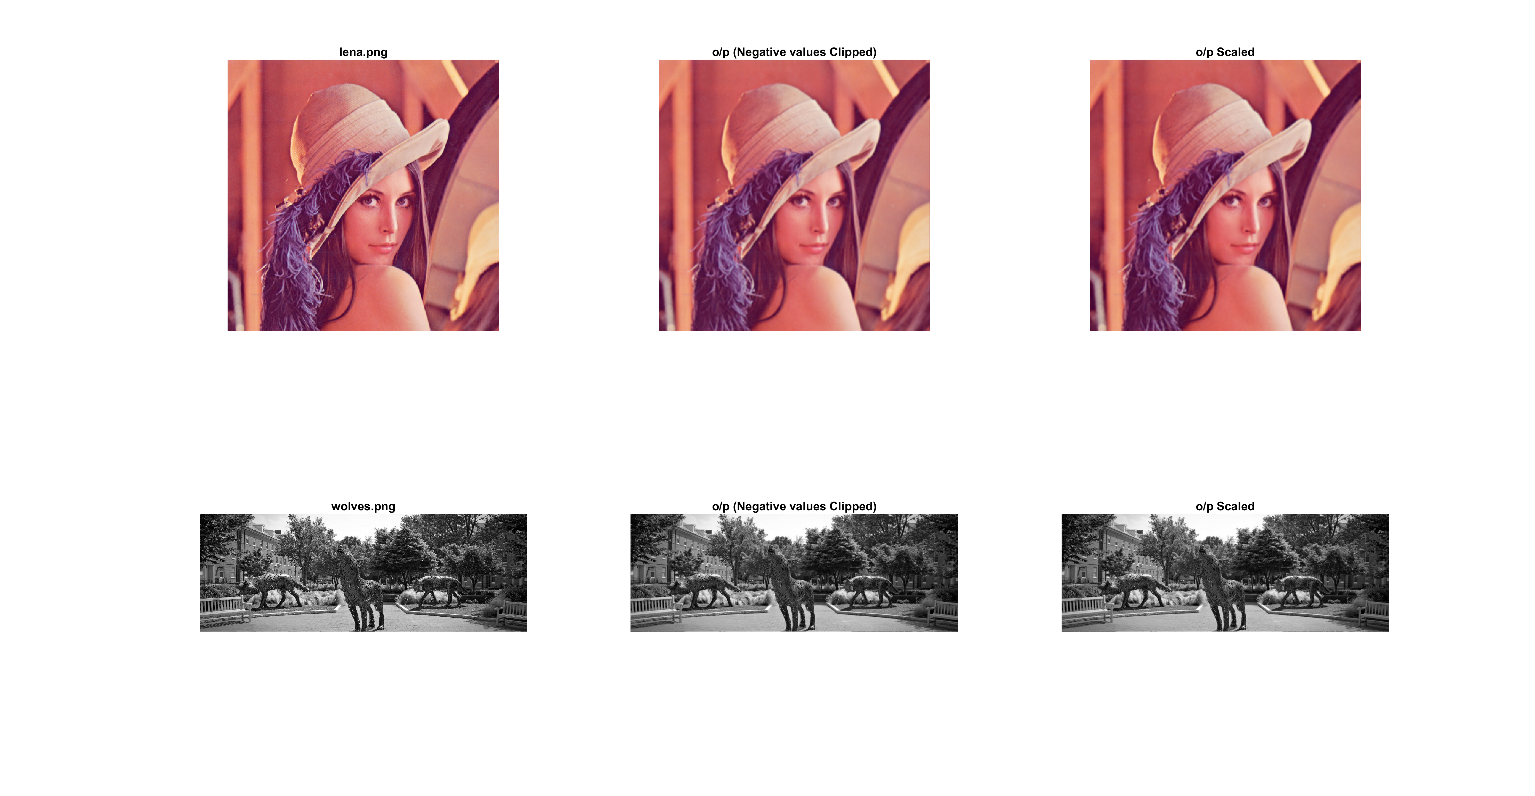 lena.png
o/p (Negative values Clipped)
o/p Scaled
wolves.png
o/p (Negative values Clipped)
o/p Scaled